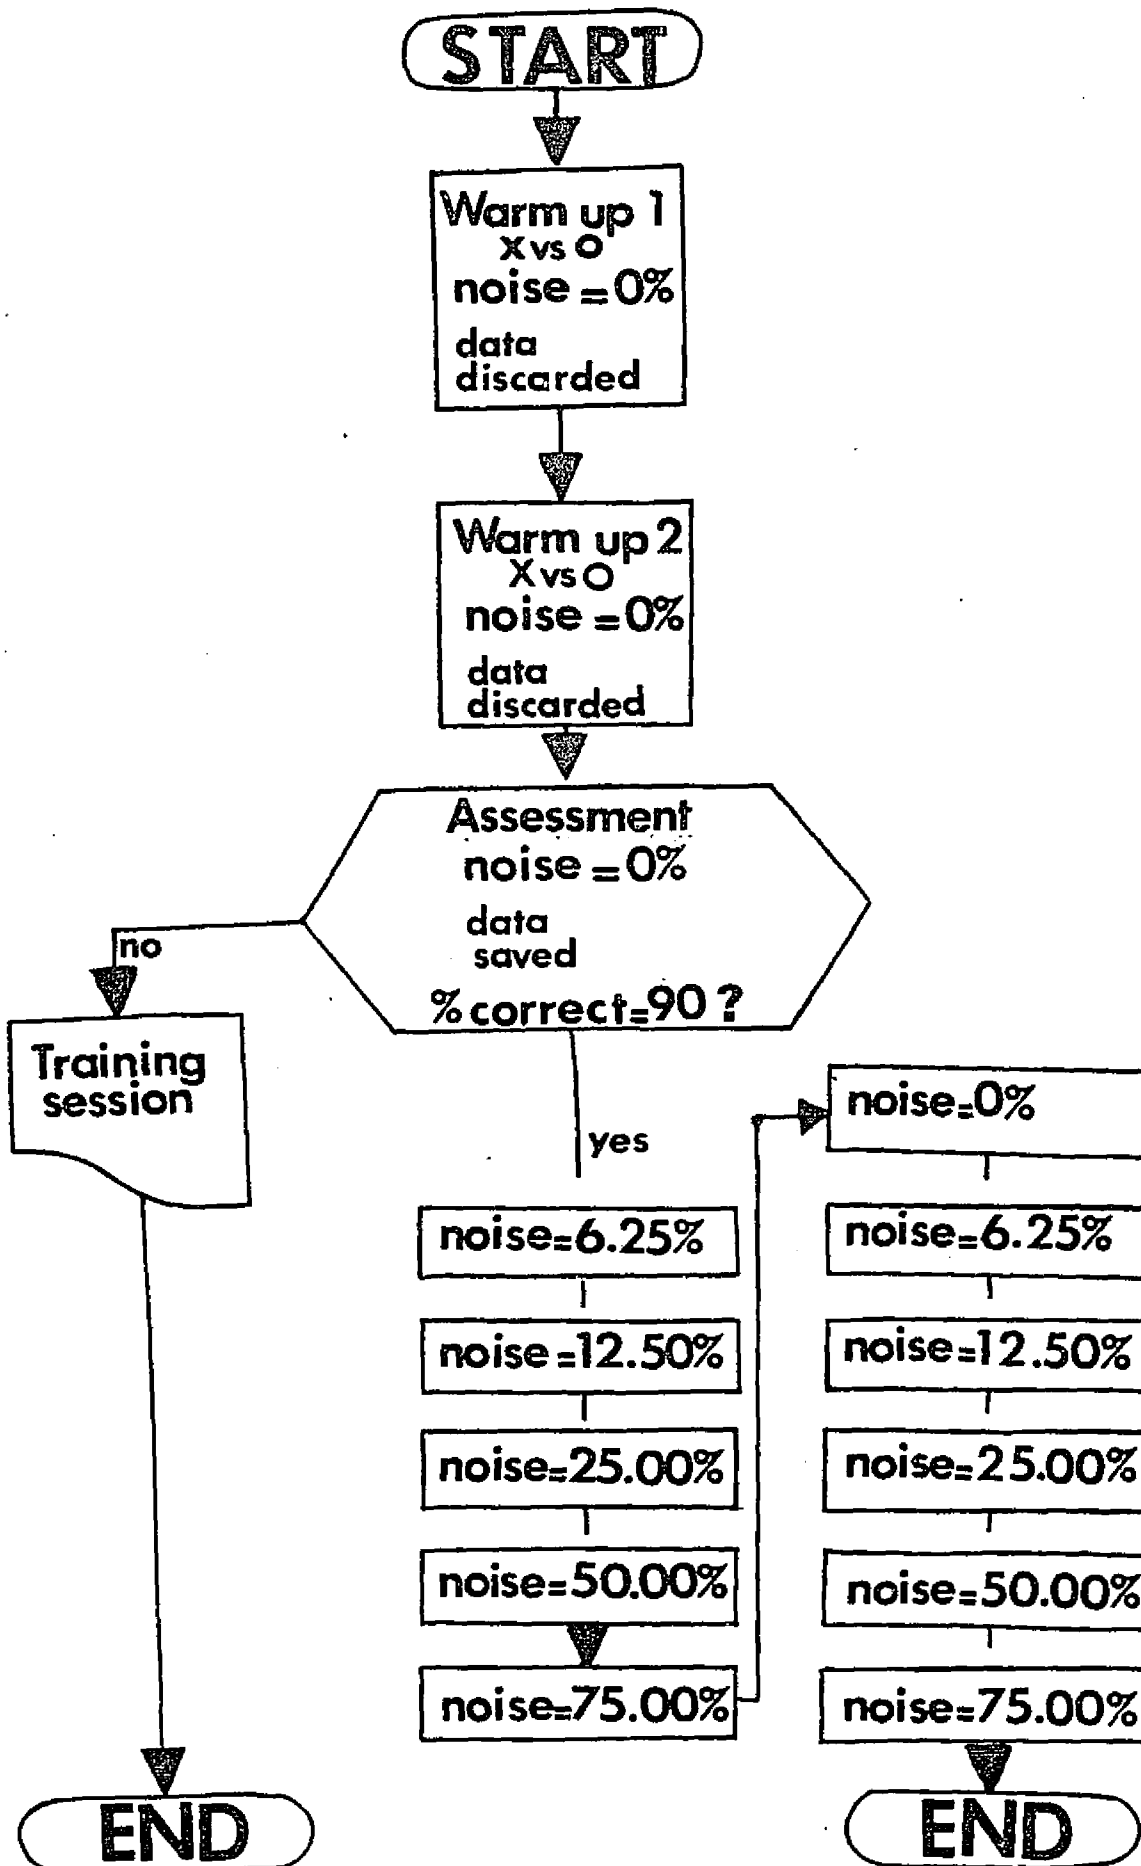 START
Warm up 1
X vs O
noise = 0%
data
discarded
Warm up 2
X vs O
noise = 0%
data
discarded
Assessment
noise = 0%
data
saved
% correct = 90 ?
no
Training
session
yes
noise = 6.25%
noise = 12.50%
noise = 25.00%
noise = 50.00%
noise = 75.00%
noise = 0%
noise = 6.25%
noise = 12.50%
noise = 25.00%
noise = 50.00%
noise = 75.00%
END
END